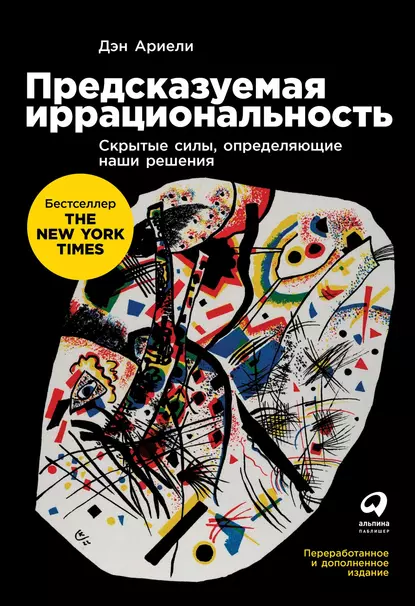 Дэн Ариели
Предсказуемая
иррациональность
Скрытые силы, определяющие
наши решения
Бестселлер
THE
NEW YORK
TIMES
альпина
ПАБЛИШЕР
Переработанное
и дополненное
издание